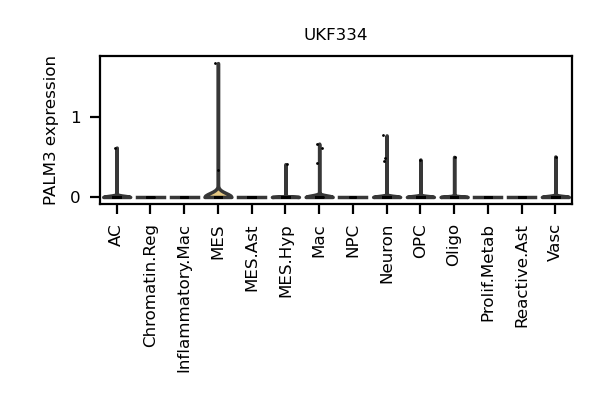 UKF334
PALM3 expression
1
0
AC
Chromatin.Reg
Inflammatory.Mac
MES
MES.Ast
MES.Hyp
Mac
NPC
Neuron
OPC
Oligo
Prolif.Metab
Reactive.Ast
Vasc